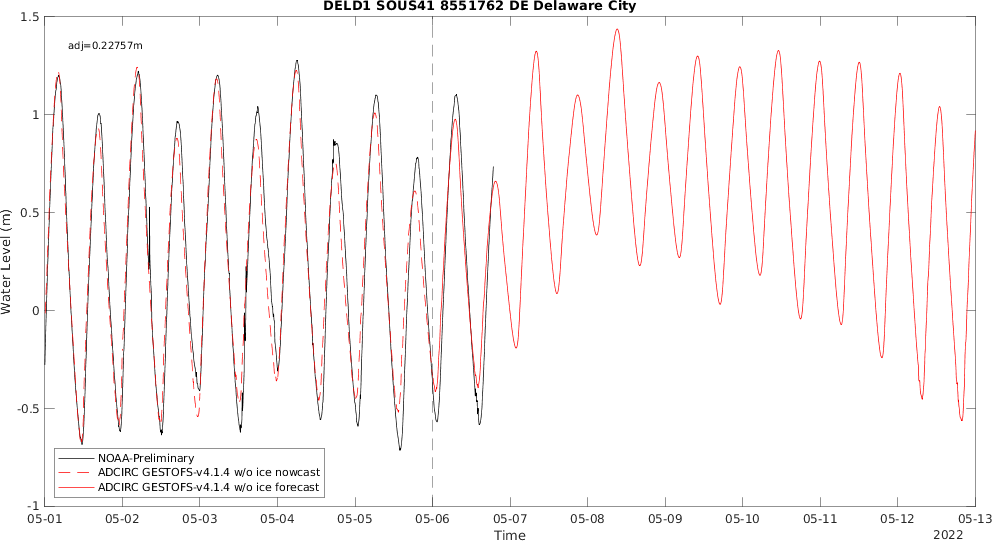 DELD1 SOUS41 8551762 DE Delaware City
adj=0.22757m
Water Level (m)
1.5
1
0.5
0
-0.5
-1
NOAA-Preliminary
ADCIRC GESTOFS-v4.1.4 w/o ice nowcast
ADCIRC GESTOFS-v4.1.4 w/o ice forecast
05-01 05-02 05-03 05-04 05-05 05-06 05-07 05-08 05-09 05-10 05-11 05-12 05-13
Time
2022